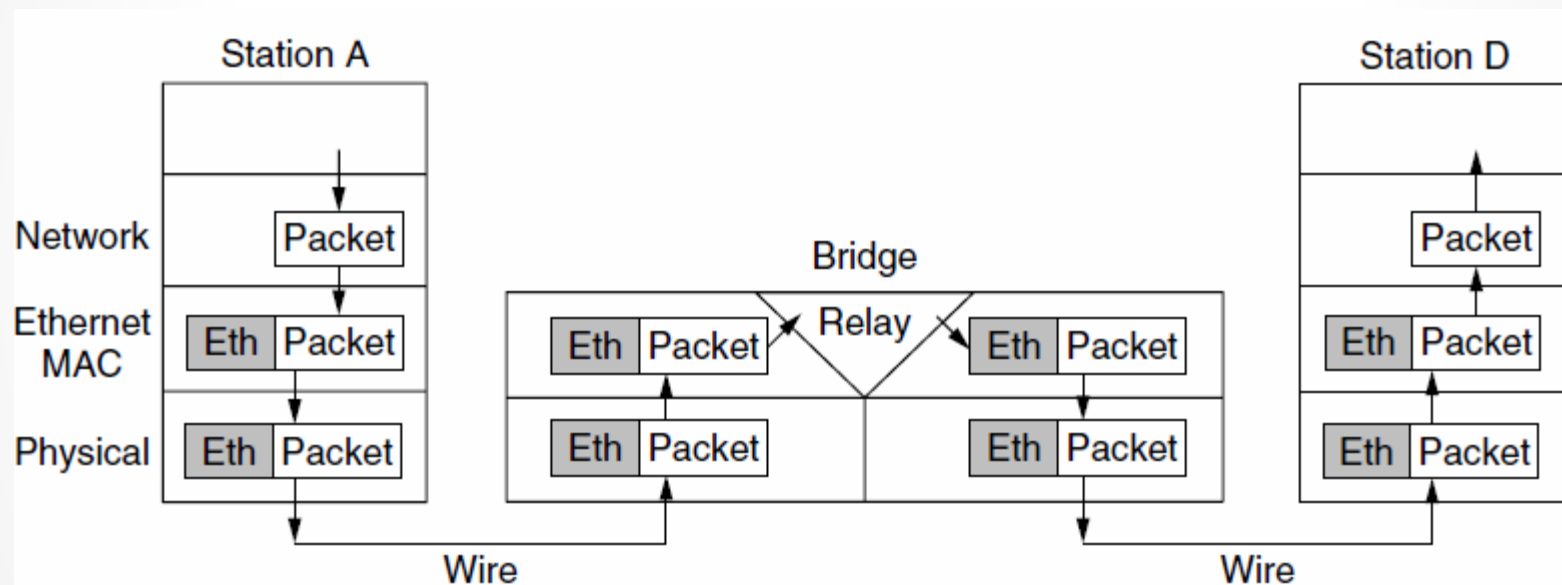 Station A
Station D
Network
Packet
Packet
Bridge
Ethernet
MAC
Eth Packet
Eth Packet
Relay
Eth Packet
Eth Packet
Physical
Eth Packet
Eth Packet
Eth Packet
Eth Packet
Wire
Wire